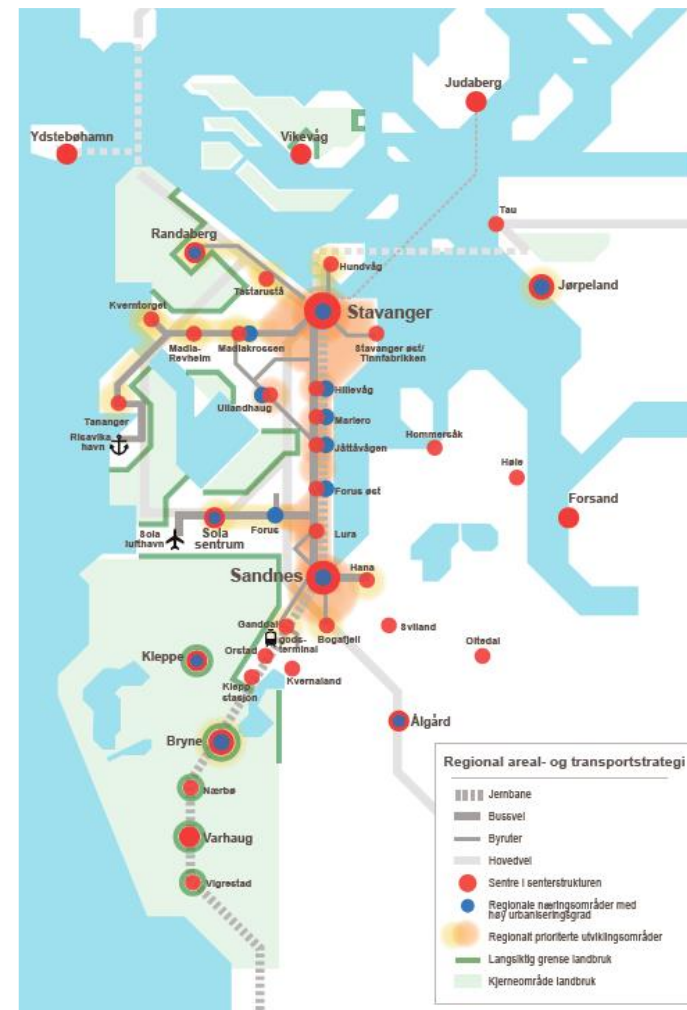 Judaberg
Ydstebøhamn
Vikevåg
Tau
Randaberg
Hundvåg
Tastarustå
Jørpeland
Kverntorget
Stavanger
Madla-
Revheim
Madlakrossen
Stavanger øst/
Tinnfabrikken
Hillevåg
Ullandhaug
Tananger
Mariero
Risavika
havn
Hommersåk
Jåttåvågen
Høle
Forus øst
Forsand
Sola
lufthavn
Sola
sentrum
Forus
Lura
Sandnes
Hana
Ganddal
gods-
terminal
Bogafjell
Sviland
Oltedal
Orstad
Kleppe
Klepp
stasjon
Kvernaland
Ålgård
Bryne
Nærbø
Varhaug
Vigrestad
Regional areal- og transportstrategi
Jernbane
Bussvei
Byruter
Hovedvei
Sentre i senterstrukturen
Regionale næringsområder med
høy urbaniseringsgrad
Regionalt prioriterte utviklingsområder
Langsiktig grense landbruk
Kjerneområde landbruk